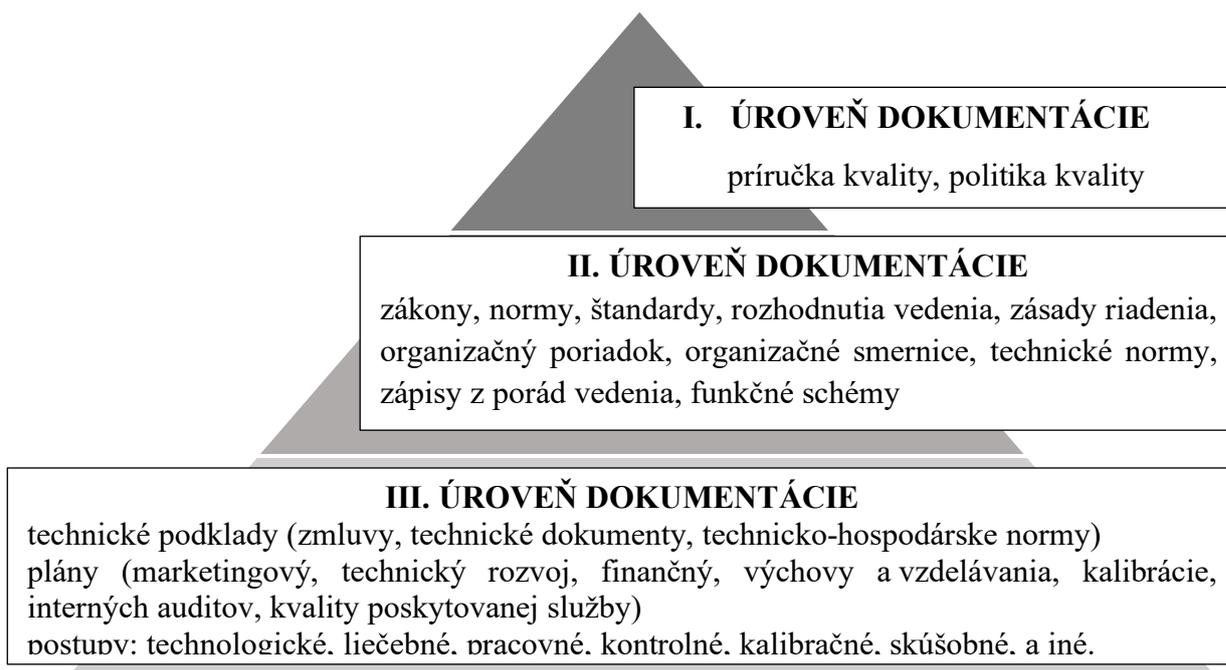 I. ÚROVEŇ DOKUMENTÁCIE
príručka kvality, politika kvality
II. ÚROVEŇ DOKUMENTÁCIE
zákony, normy, štandardy, rozhodnutia vedenia, zásady riadenia,
organizačný poriadok, organizačné smernice, technické normy,
zápisy z porád vedenia, funkčné schémy
III. ÚROVEŇ DOKUMENTÁCIE
technické podklady (zmluvy, technické dokumenty, technicko-hospodárske normy)
plány (marketingový, technický rozvoj, finančný, výchovy a vzdelávania, kalibrácie,
interných auditov, kvality poskytovanej služby)
postupy: technologické, liečebné, pracovné, kontrolné, kalibračné, skúšobné, a iné.